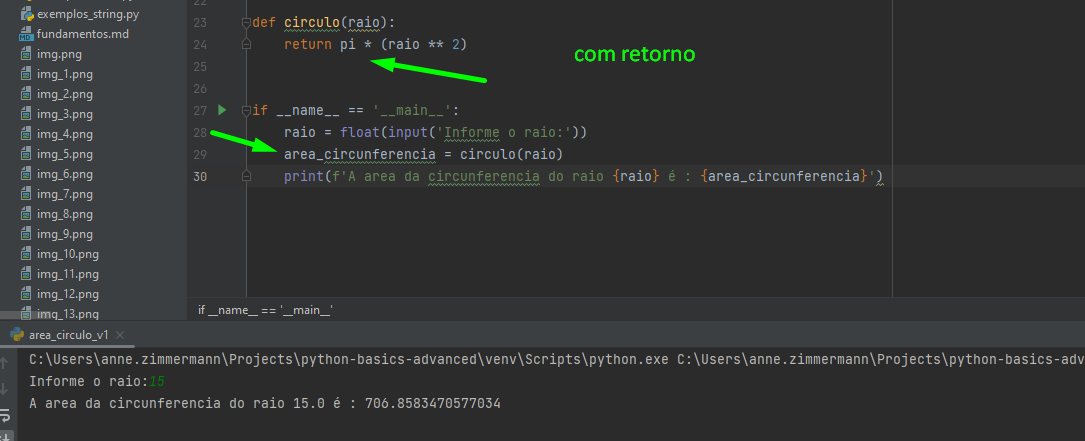 exemplos_string.py
fundamentos.md
img.png
img_1.png
img_2.png
img_3.png
img_4.png
img_5.png
img_6.png
img_7.png
img_8.png
img_9.png
img_10.png
img_11.png
img_12.png
img_13.png
22
23 def circulo(raio):
24 return pi * (raio ** 2)
25
26
27 if __name__ == '__main__':
28 raio = float(input('Informe o raio:'))
29 area_circunferencia = circulo(raio)
30 print(f'A area da circunferencia do raio {raio} é : {area_circunferencia}')
com retorno
if __name__ == '__main__'
area_circulo_v1
C:\Users\anne.zimmermann\Projects\python-basics-advanced\venv\Scripts\python.exe C:\Users\anne.zimmermann\Projects\python-basics-adv
Informe o raio:15
A area da circunferencia do raio 15.0 é : 706.8583470577034